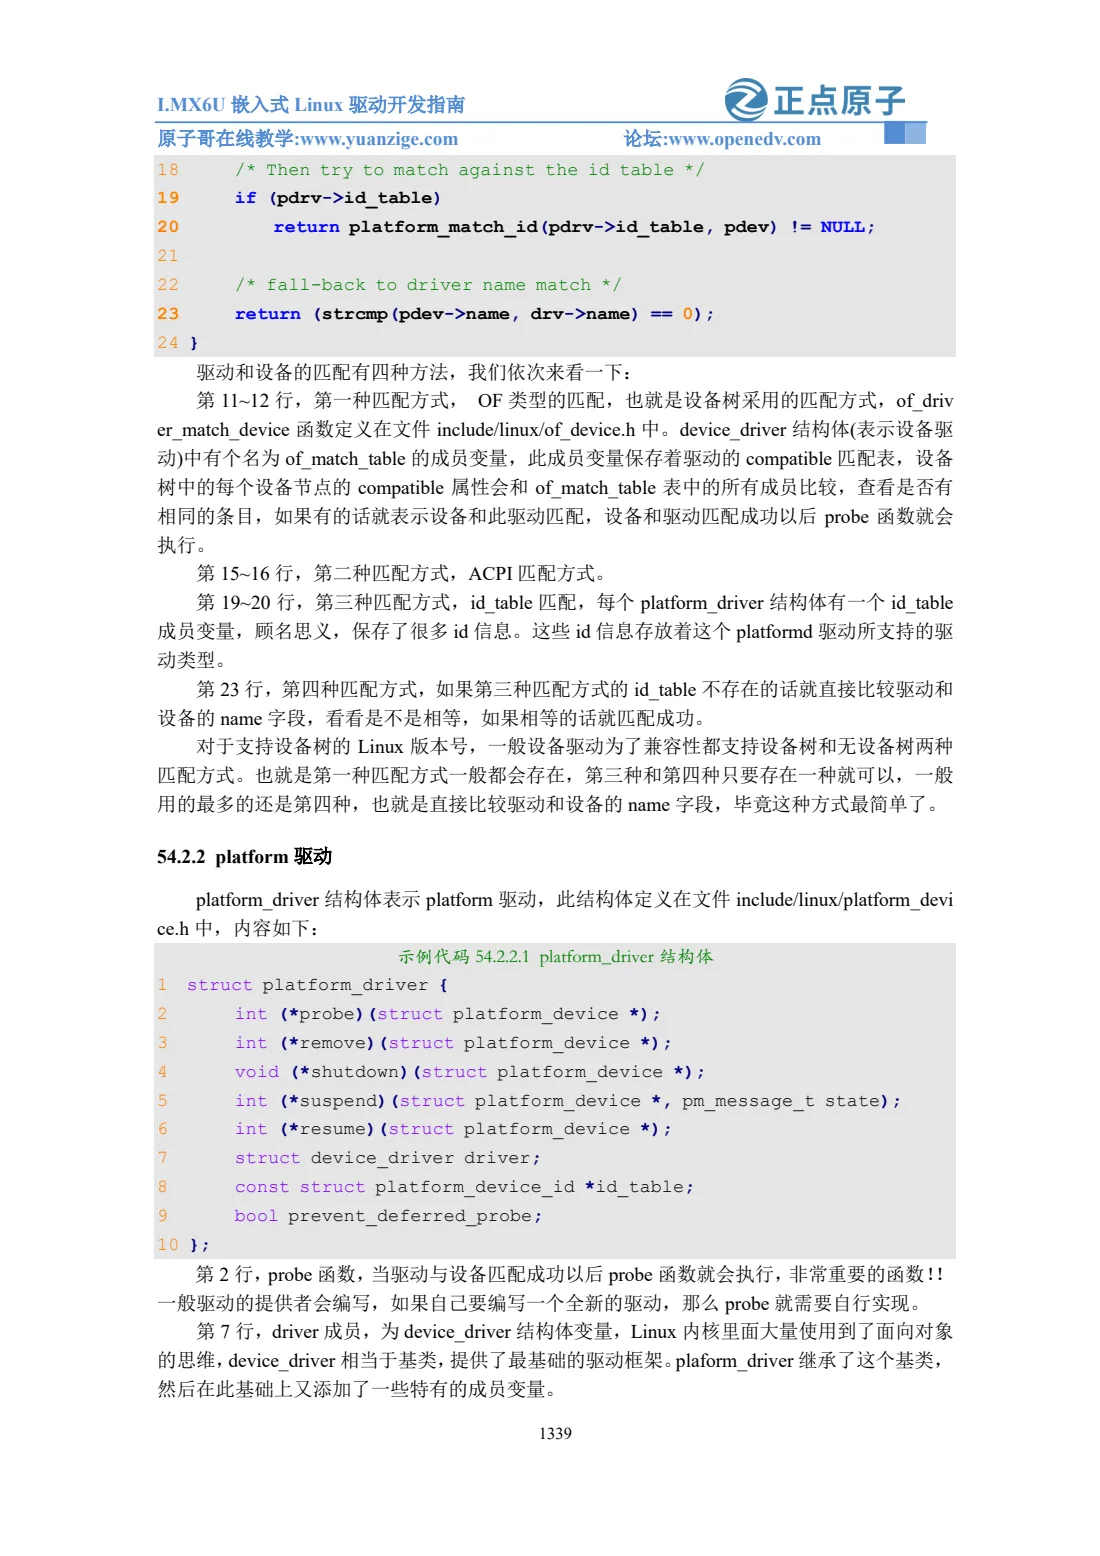 I.MX6U 嵌入式 Linux 驱动开发指南
正点原子
原子哥在线教学:www.yuanzige.com 论坛:www.openedv.com
18 /* Then try to match against the id table */
19 if (pdrv->id_table)
20 return platform_match_id(pdrv->id_table, pdev) != NULL;
21
22 /* fall-back to driver name match */
23 return (strcmp(pdev->name, drv->name) == 0);
24 }
驱动和设备的匹配有四种方法，我们依次来看一下：
第 11~12 行，第一种匹配方式， OF 类型的匹配，也就是设备树采用的匹配方式，of_driv
er_match_device 函数定义在文件 include/linux/of_device.h 中。device_driver 结构体(表示设备驱
动)中有个名为 of_match_table 的成员变量，此成员变量保存着驱动的 compatible 匹配表，设备
树中的每个设备节点的 compatible 属性会和 of_match_table 表中的所有成员比较，查看是否有
相同的条目，如果有的话就表示设备和此驱动匹配，设备和驱动匹配成功以后 probe 函数就会
执行。
第 15~16 行，第二种匹配方式，ACPI 匹配方式。
第 19~20 行，第三种匹配方式，id_table 匹配，每个 platform_driver 结构体有一个 id_table
成员变量，顾名思义，保存了很多 id 信息。这些 id 信息存放着这个 platformd 驱动所支持的驱
动类型。
第 23 行，第四种匹配方式，如果第三种匹配方式的 id_table 不存在的话就直接比较驱动和
设备的 name 字段，看看是不是相等，如果相等的话就匹配成功。
对于支持设备树的 Linux 版本号，一般设备驱动为了兼容性都支持设备树和无设备树两种
匹配方式。也就是第一种匹配方式一般都会存在，第三种和第四种只要存在一种就可以，一般
用的最多的还是第四种，也就是直接比较驱动和设备的 name 字段，毕竟这种方式最简单了。
54.2.2 platform 驱动
platform_driver 结构体表示 platform 驱动，此结构体定义在文件 include/linux/platform_devi
ce.h 中，内容如下：
示例代码 54.2.2.1 platform_driver 结构体
1 struct platform_driver {
2 int (*probe)(struct platform_device *);
3 int (*remove)(struct platform_device *);
4 void (*shutdown)(struct platform_device *);
5 int (*suspend)(struct platform_device *, pm_message_t state);
6 int (*resume)(struct platform_device *);
7 struct device_driver driver;
8 const struct platform_device_id *id_table;
9 bool prevent_deferred_probe;
10 };
第 2 行，probe 函数，当驱动与设备匹配成功以后 probe 函数就会执行，非常重要的函数！！
一般驱动的提供者会编写，如果自己要编写一个全新的驱动，那么 probe 就需要自行实现。
第 7 行，driver 成员，为 device_driver 结构体变量，Linux 内核里面大量使用到了面向对象
的思维，device_driver 相当于基类，提供了最基础的驱动框架。plaform_driver 继承了这个基类，
然后在此基础上又添加了一些特有的成员变量。
1339